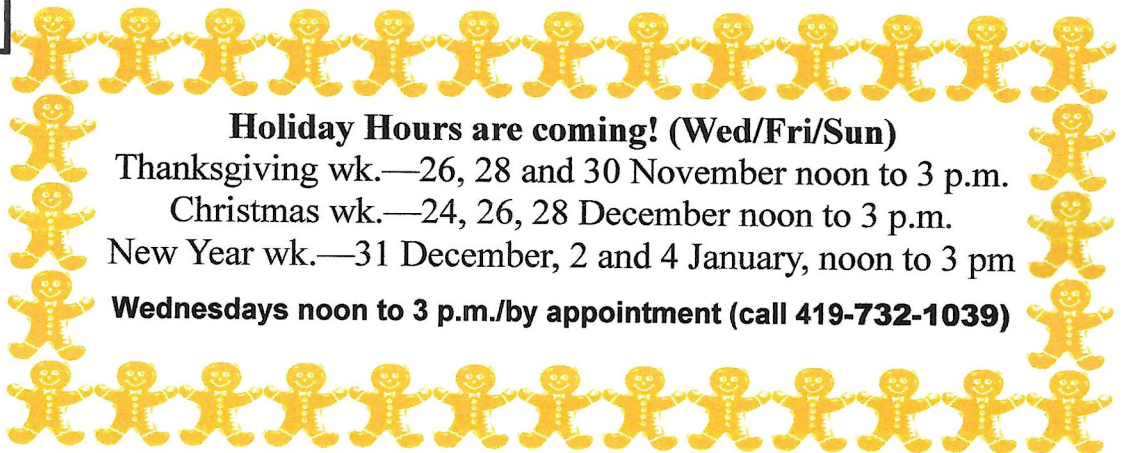 Holiday Hours are coming! (Wed/Fri/Sun)
Thanksgiving wk.—26, 28 and 30 November noon to 3 p.m.
Christmas wk.—24, 26, 28 December noon to 3 p.m.
New Year wk.—31 December, 2 and 4 January, noon to 3 pm
Wednesdays noon to 3 p.m./by appointment (call 419-732-1039)